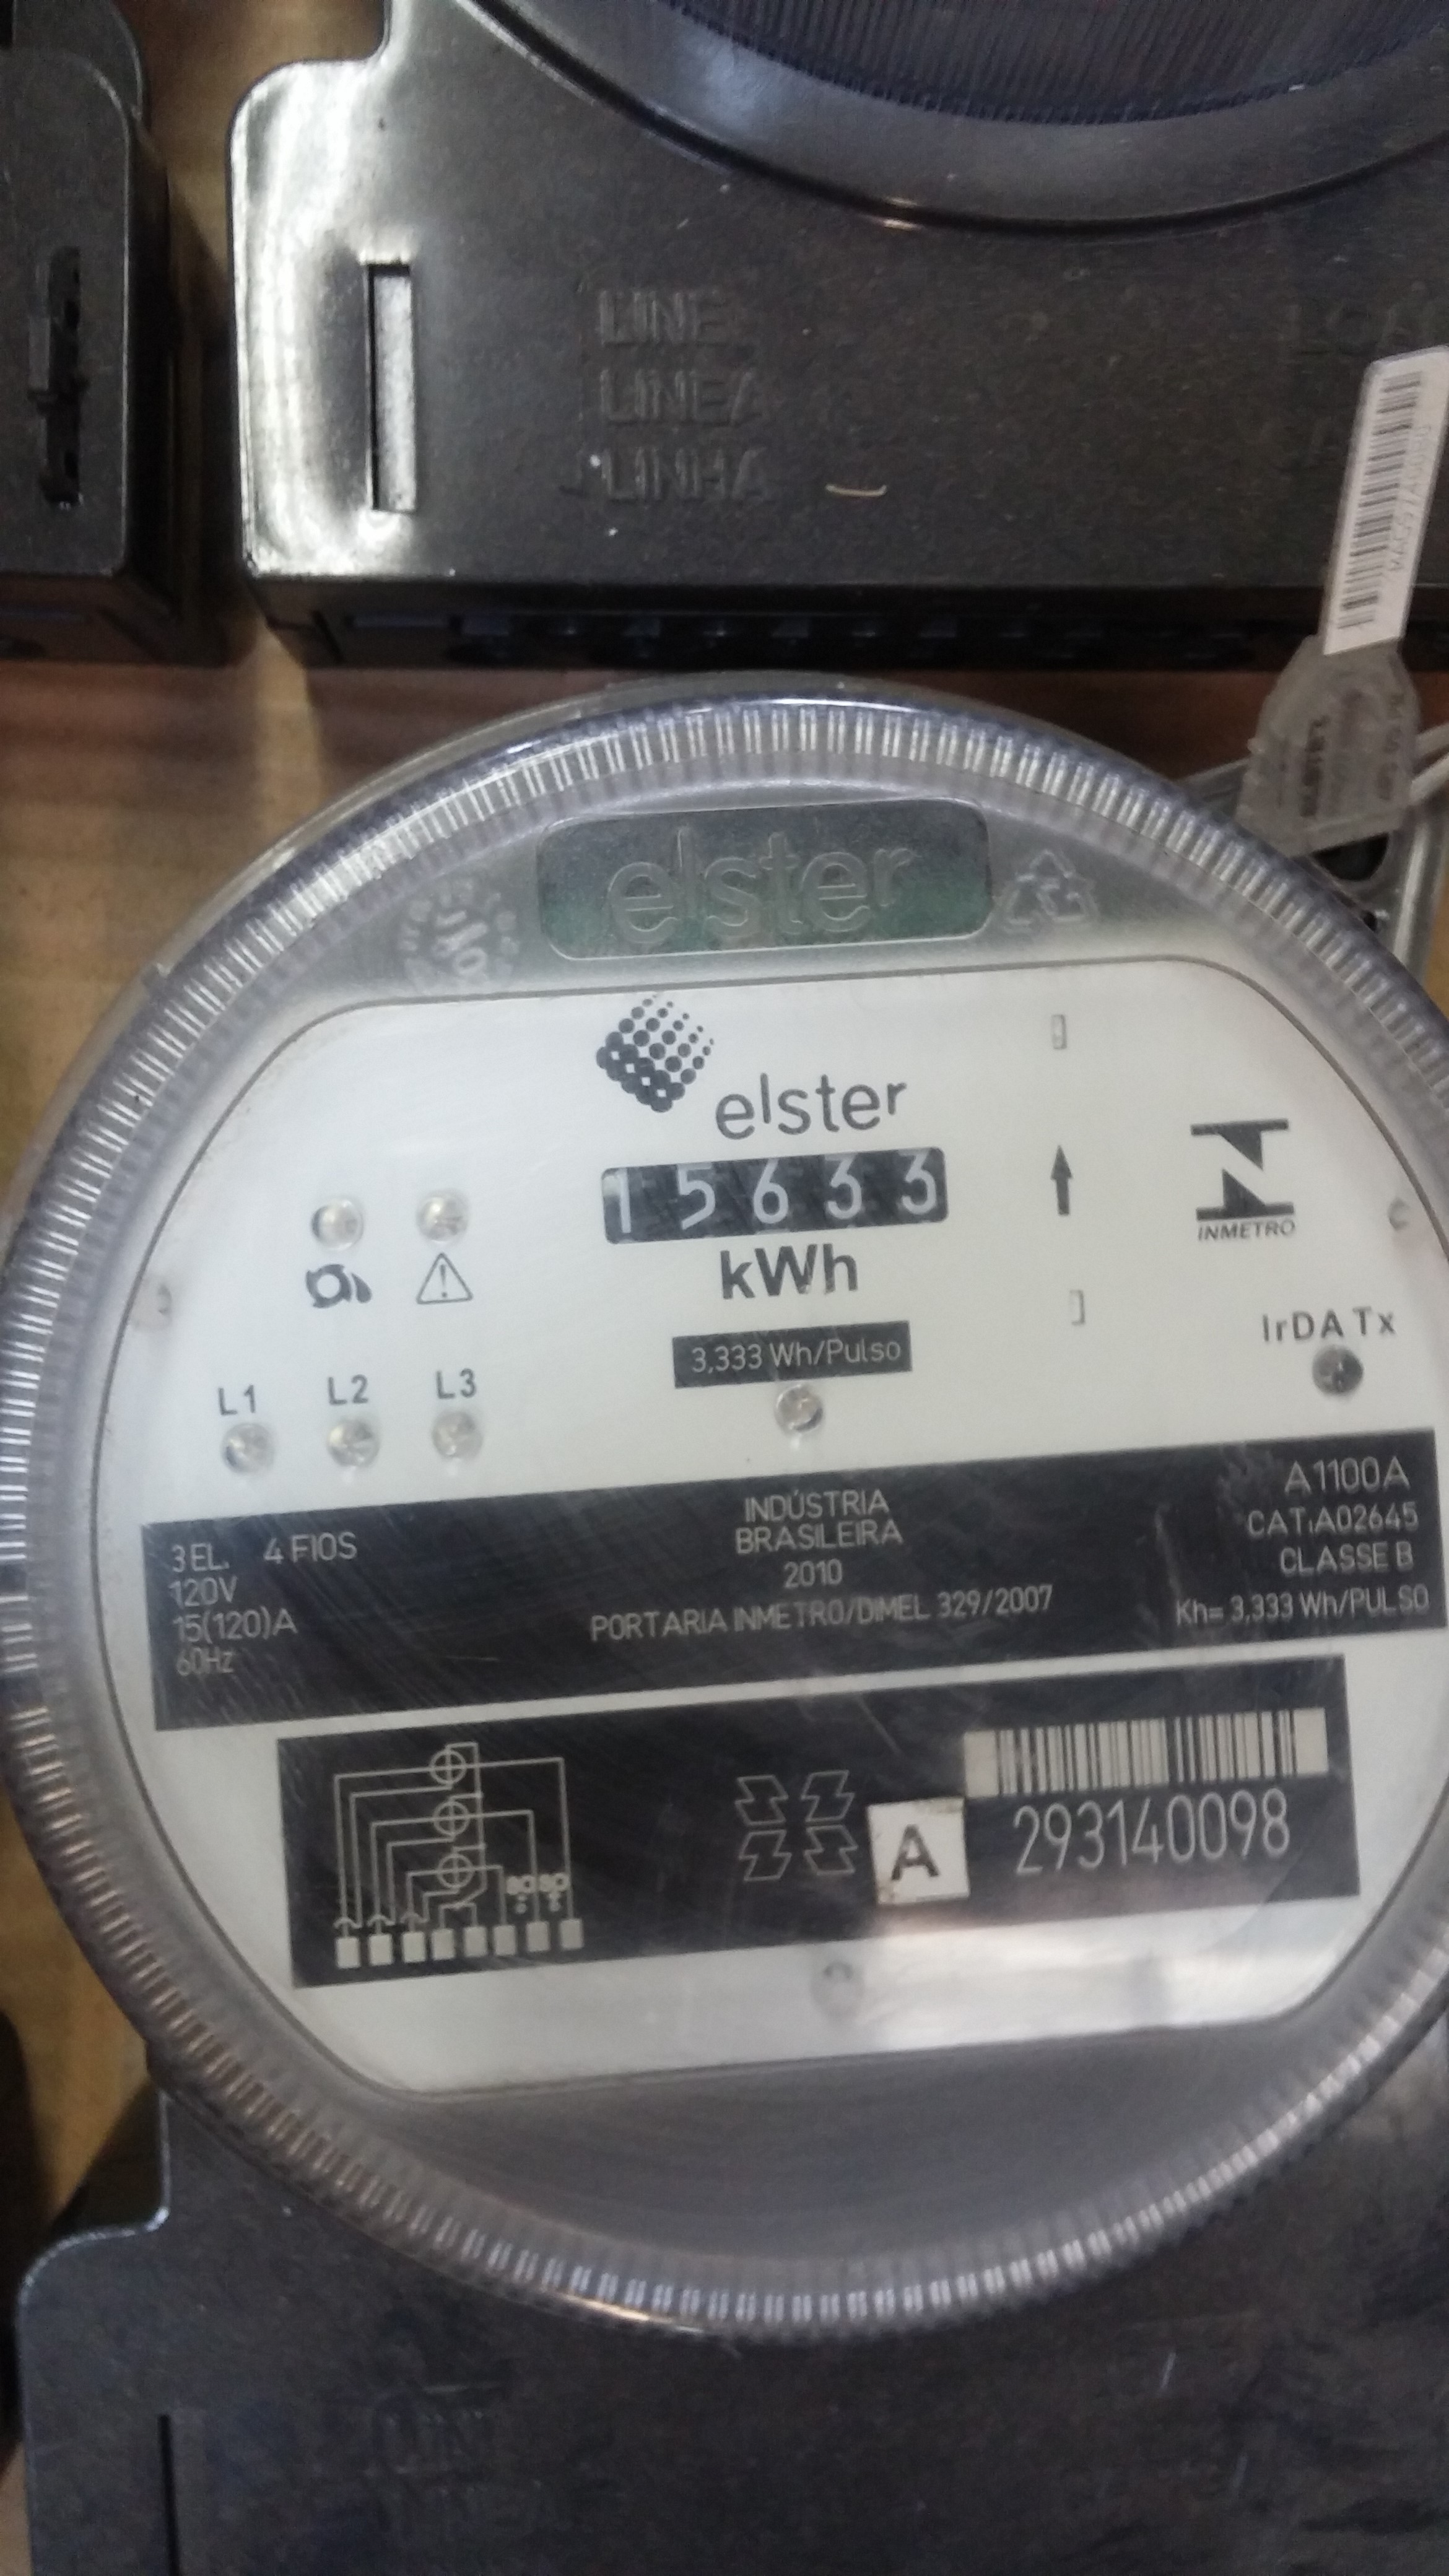 LINE
LINEA
LINHA
elster
elster
15633
kWh
3,333 Wh/Pulso
INMETRO
IrDA Tx
L1 L2 L3
3 EL. 4 FIOS
120V
15(120)A
60Hz
INDÚSTRIA
BRASILEIRA
2010
PORTARIA INMETRO/DIMEL 329/2007
A1100A
CAT.A02645
CLASSE B
Kh= 3,333 Wh/PULSO
A
293140098